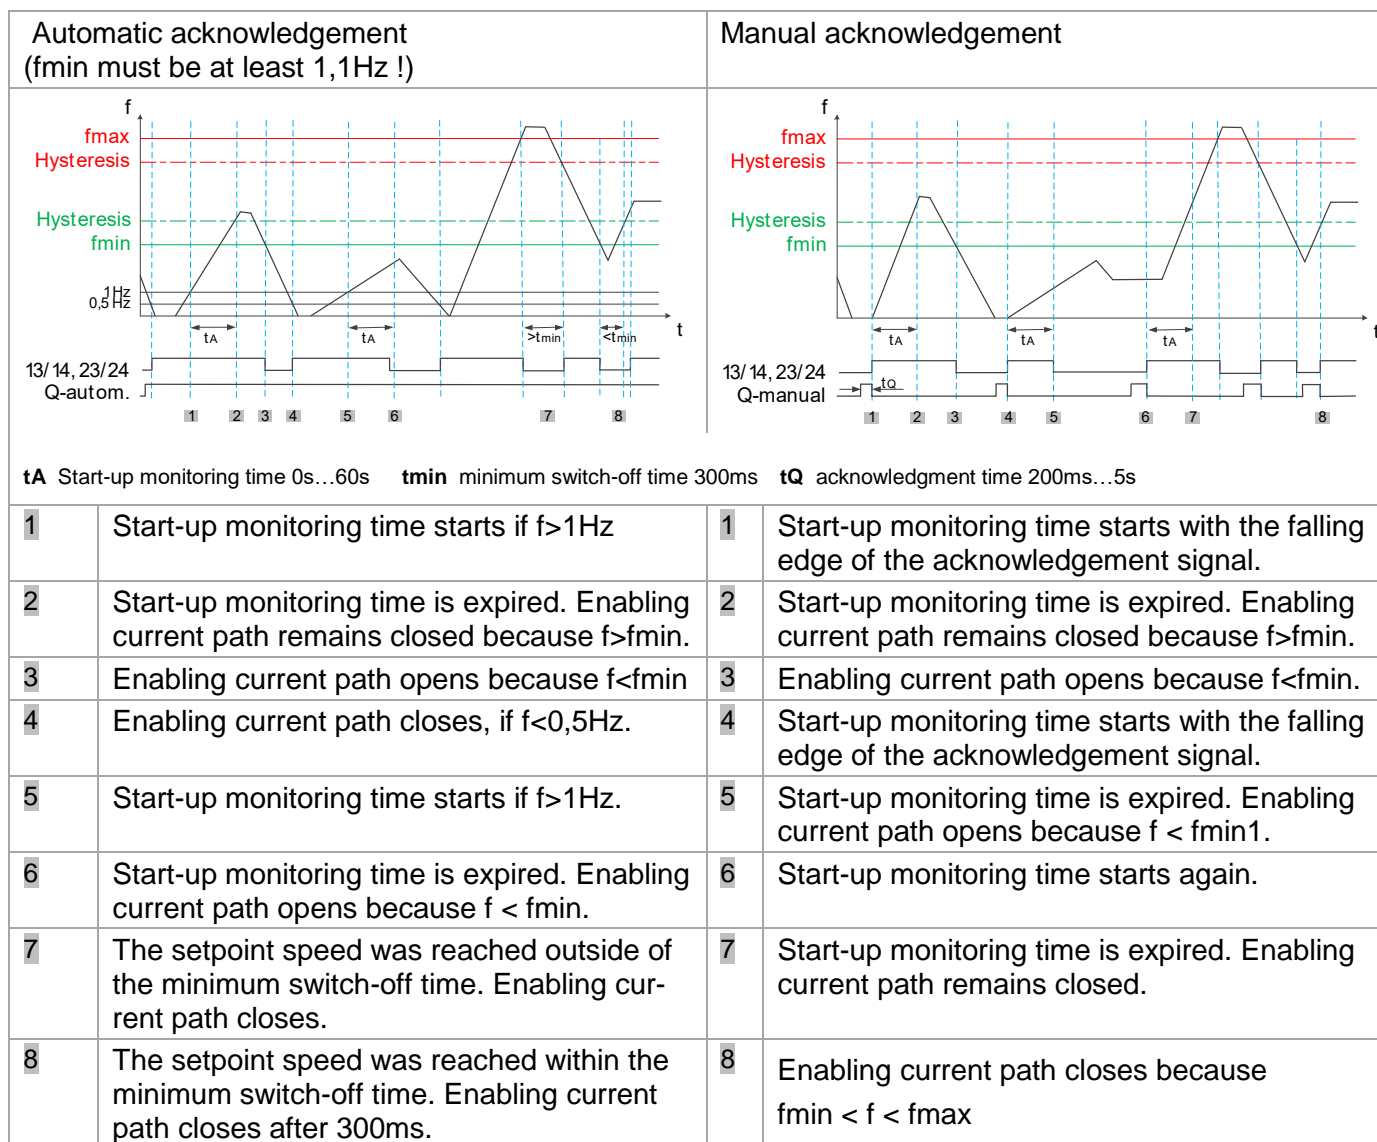 Automatic acknowledgement
(fmin must be at least 1,1Hz !)
Manual acknowledgement
f
fmax
Hysteresis
Hysteresis
fmin
1Hz
0,5 Hz
t
tA
tA
>tmin
<tmin
13/14, 23/24
Q-autom.
1 2 3 4 5 6 7 8
f
fmax
Hysteresis
Hysteresis
fmin
t
tA
tA
tA
13/14, 23/24
tQ
Q-manual
1 2 3 4 5 6 7 8
tA Start-up monitoring time 0s…60s tmin minimum switch-off time 300ms tQ acknowledgment time 200ms…5s
1 Start-up monitoring time starts if f>1Hz
1 Start-up monitoring time starts with the falling
edge of the acknowledgement signal.
2 Start-up monitoring time is expired. Enabling
current path remains closed because f>fmin.
2 Start-up monitoring time is expired. Enabling
current path remains closed because f>fmin.
3 Enabling current path opens because f<fmin
3 Enabling current path opens because f<fmin.
4 Enabling current path closes, if f<0,5Hz.
4 Start-up monitoring time starts with the falling
edge of the acknowledgement signal.
5 Start-up monitoring time starts if f>1Hz.
5 Start-up monitoring time is expired. Enabling
current path opens because f < fmin1.
6 Start-up monitoring time is expired. Enabling
current path opens because f < fmin.
6 Start-up monitoring time starts again.
7 The setpoint speed was reached outside of
the minimum switch-off time. Enabling cur-
rent path closes.
7 Start-up monitoring time is expired. Enabling
current path remains closed.
8 The setpoint speed was reached within the
minimum switch-off time. Enabling current
path closes after 300ms.
8 Enabling current path closes because
fmin < f < fmax